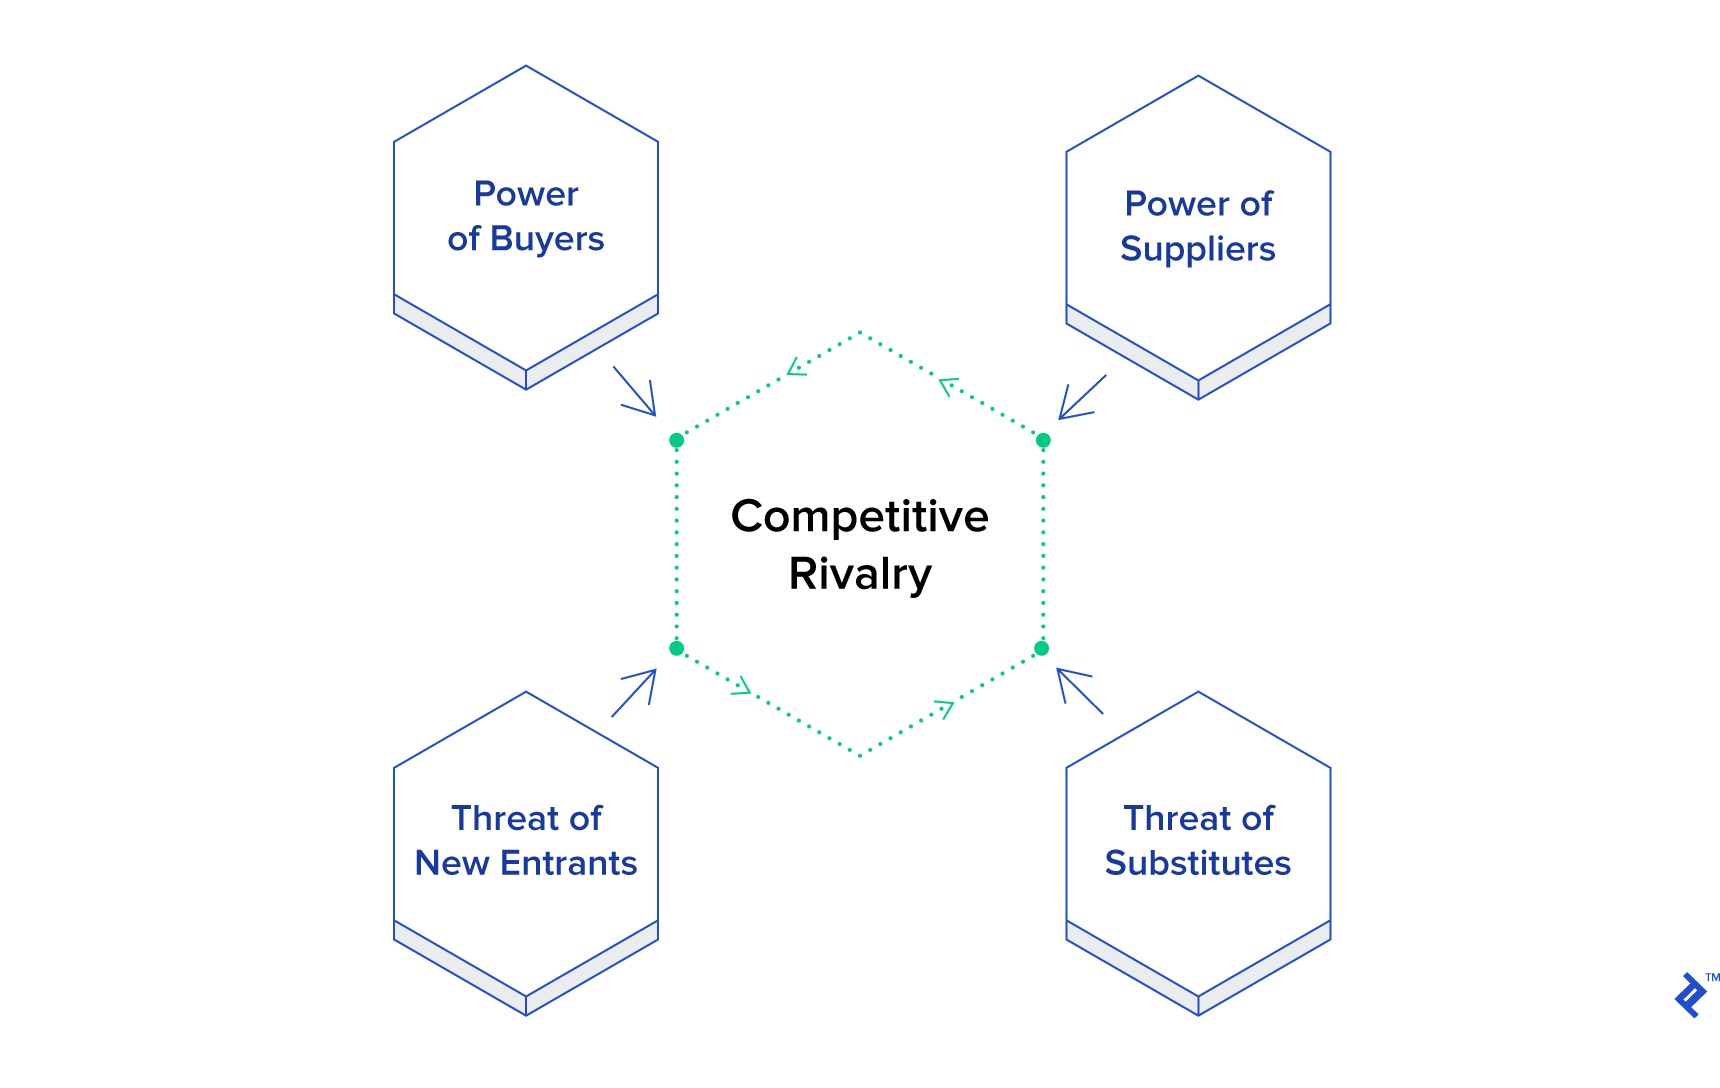 Power
of Buyers
Power of
Suppliers
Competitive
Rivalry
Threat of
New Entrants
Threat of
Substitutes
TM